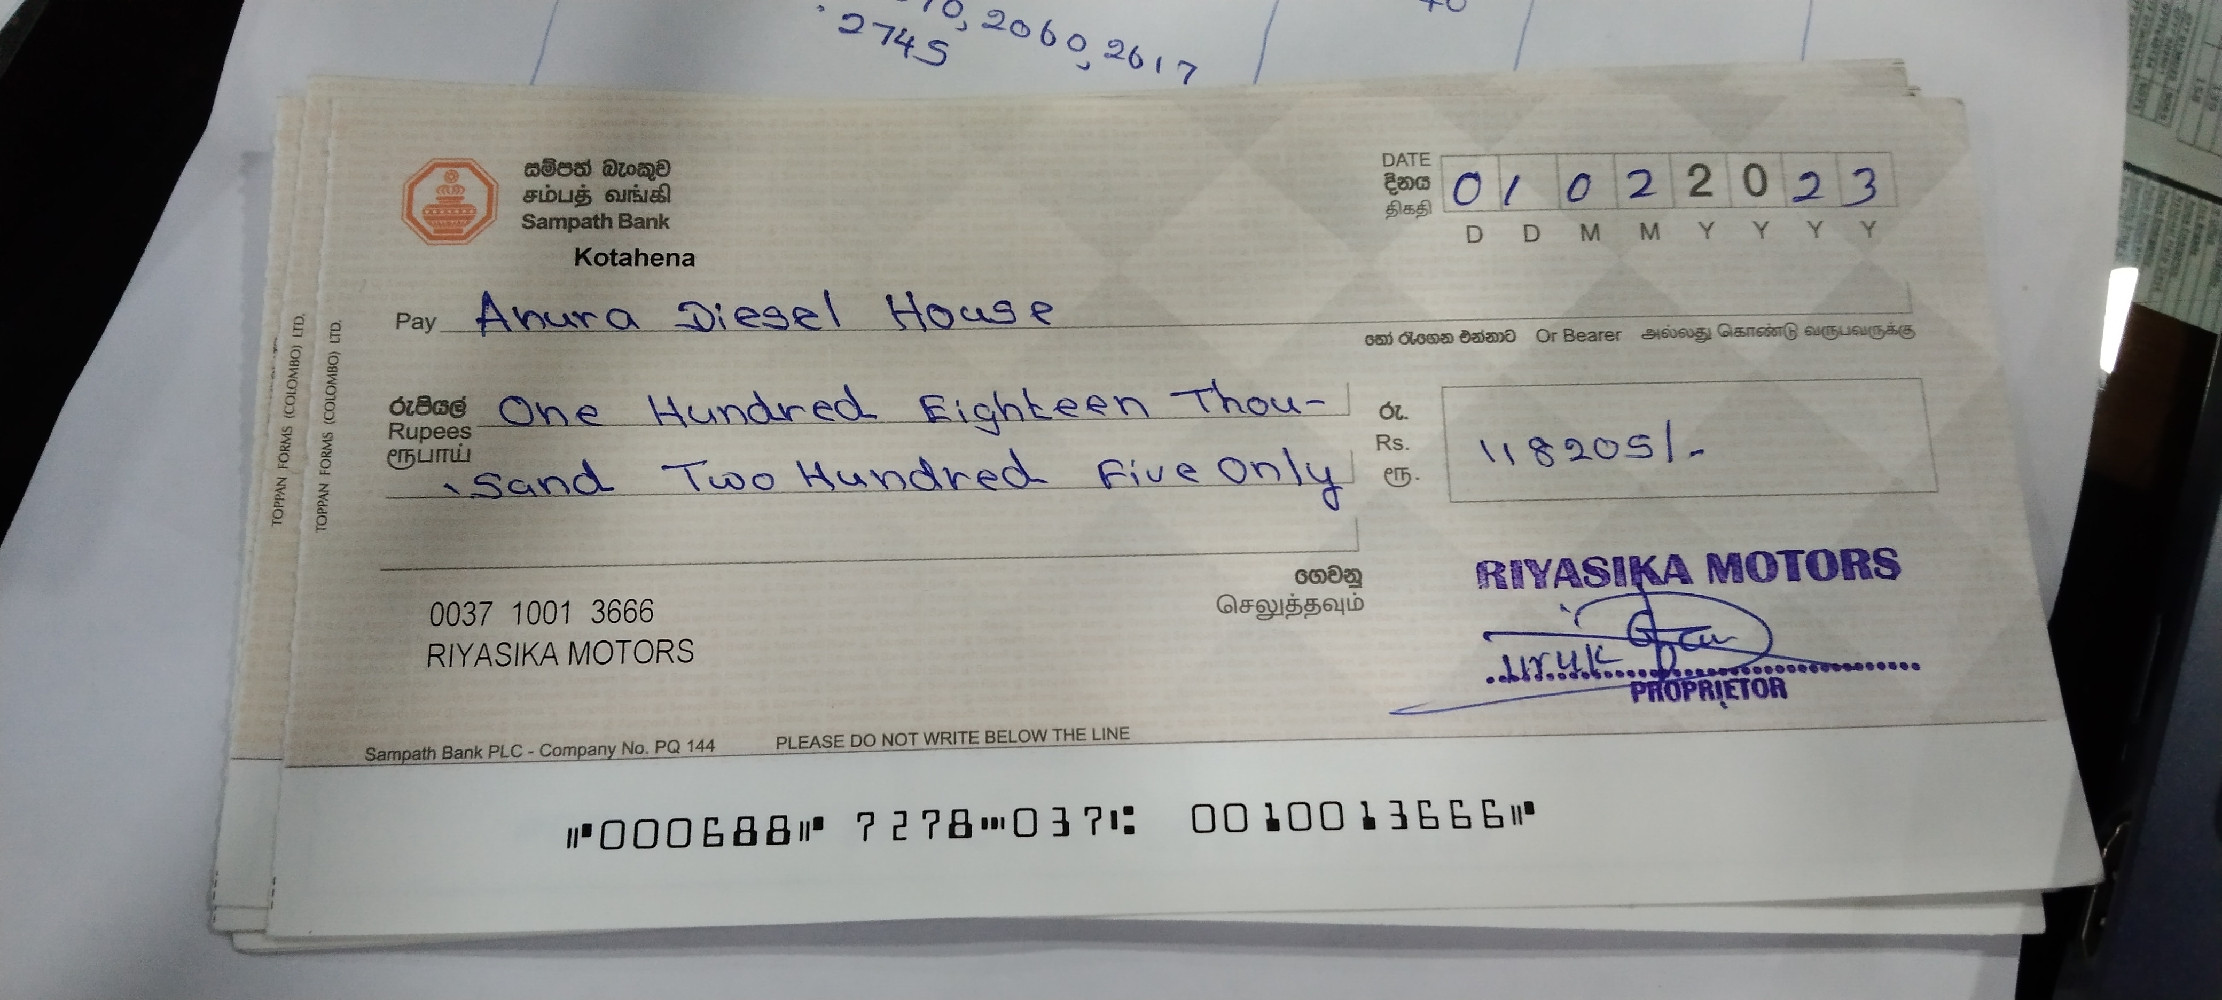 2060, 2617
2745
සම්පත් බැංකුව
சம்பத் வங்கி
Sampath Bank
Kotahena
DATE
දිනය
திகதி
0 1 0 2 2 0 2 3
D D M M Y Y Y Y
Pay Anura Diesel House
හෝ රැගෙන එන්නාට Or Bearer அல்லது கொண்டு வருபவருக்கு
රුපියල්
Rupees
ரூபாய்
One Hundred Eighteen Thou-
sand Two Hundred Five Only
රු.
Rs.
ரூ.
118205/-
ගෙවනු
செலுத்தவும்
RIYASIKA MOTORS
PROPRIETOR
0037 1001 3666
RIYASIKA MOTORS
Sampath Bank PLC - Company No. PQ 144
PLEASE DO NOT WRITE BELOW THE LINE
⑈000688⑈ 7278⑉037⑆ 0010013666⑈
TOPPAN FORMS (COLOMBO) LTD.
TOPPAN FORMS (COLOMBO) LTD.